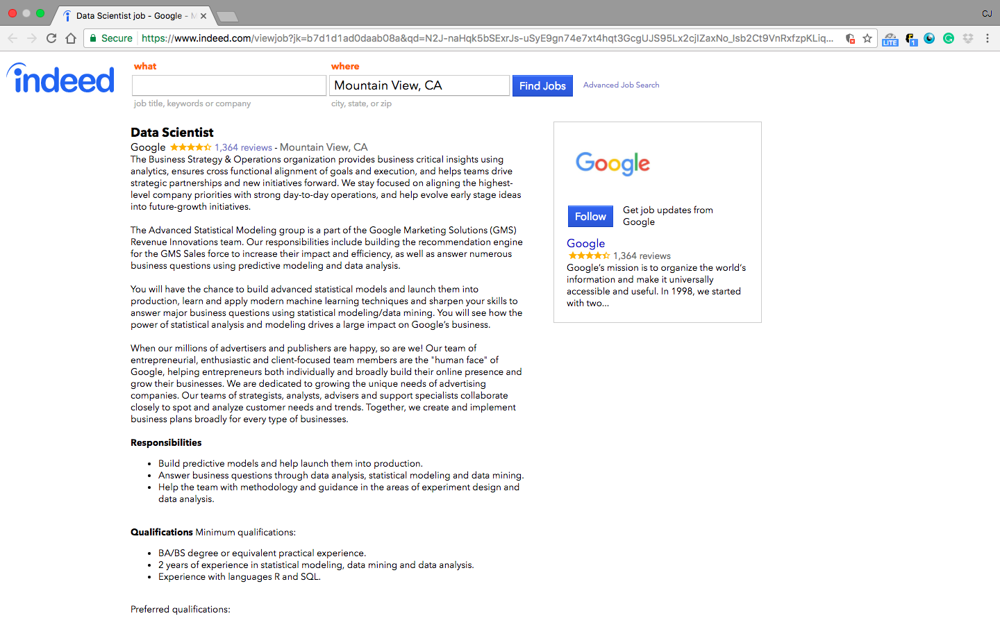 Data Scientist job - Google - M
CJ
Secure
https://www.indeed.com/viewjob?jk=b7d1d1ad0daab08a&qd=N2J-naHqk5bSExrJs-uSyE9gn74e7xt4hqt3GcgUJS95Lx2cjlZaxNo_Isb2Ct9VnRxfzpKLiq...
LITE
1
indeed
what
where
Mountain View, CA
Find Jobs
Advanced Job Search
job title, keywords or company
city, state, or zip
Data Scientist
Google 1,364 reviews - Mountain View, CA
The Business Strategy & Operations organization provides business critical insights using
analytics, ensures cross functional alignment of goals and execution, and helps teams drive
strategic partnerships and new initiatives forward. We stay focused on aligning the highest-
level company priorities with strong day-to-day operations, and help evolve early stage ideas
into future-growth initiatives.
The Advanced Statistical Modeling group is a part of the Google Marketing Solutions (GMS)
Revenue Innovations team. Our responsibilities include building the recommendation engine
for the GMS Sales force to increase their impact and efficiency, as well as answer numerous
business questions using predictive modeling and data analysis.
You will have the chance to build advanced statistical models and launch them into
production, learn and apply modern machine learning techniques and sharpen your skills to
answer major business questions using statistical modeling/data mining. You will see how the
power of statistical analysis and modeling drives a large impact on Google's business.
When our millions of advertisers and publishers are happy, so are we! Our team of
entrepreneurial, enthusiastic and client-focused team members are the "human face" of
Google, helping entrepreneurs both individually and broadly build their online presence and
grow their businesses. We are dedicated to growing the unique needs of advertising
companies. Our teams of strategists, analysts, advisers and support specialists collaborate
closely to spot and analyze customer needs and trends. Together, we create and implement
business plans broadly for every type of businesses.
Responsibilities
• Build predictive models and help launch them into production.
• Answer business questions through data analysis, statistical modeling and data mining.
• Help the team with methodology and guidance in the areas of experiment design and
data analysis.
Qualifications Minimum qualifications:
• BA/BS degree or equivalent practical experience.
• 2 years of experience in statistical modeling, data mining and data analysis.
• Experience with languages R and SQL.
Preferred qualifications:
Google
Follow
Get job updates from
Google
Google
1,364 reviews
Google's mission is to organize the world's
information and make it universally
accessible and useful. In 1998, we started
with two...